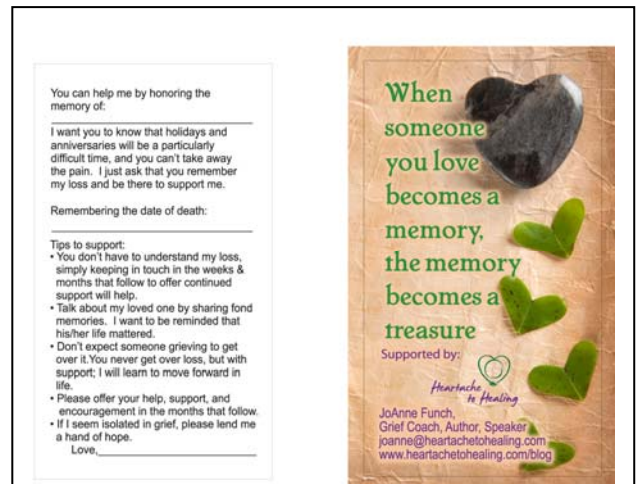 You can help me by honoring the
memory of:
I want you to know that holidays and
anniversaries will be a particularly
difficult time, and you can't take away
the pain. I just ask that you remember
my loss and be there to support me.
Remembering the date of death:
Tips to support:
• You don't have to understand my loss,
simply keeping in touch in the weeks &
months that follow to offer continued
support will help.
• Talk about my loved one by sharing fond
memories. I want to be reminded that
his/her life mattered.
• Don't expect someone grieving to get
over it.You never get over loss, but with
support; I will learn to move forward in
life.
• Please offer your help, support, and
encouragement in the months that follow.
• If I seem isolated in grief, please lend me
a hand of hope.
Love,
When
someone
you love
becomes a
memory,
the memory
becomes a
treasure
Supported by:
Heartache
to Healing
JoAnne Funch,
Grief Coach, Author, Speaker
joanne@heartachetohealing.com
www.heartachetohealing.com/blog